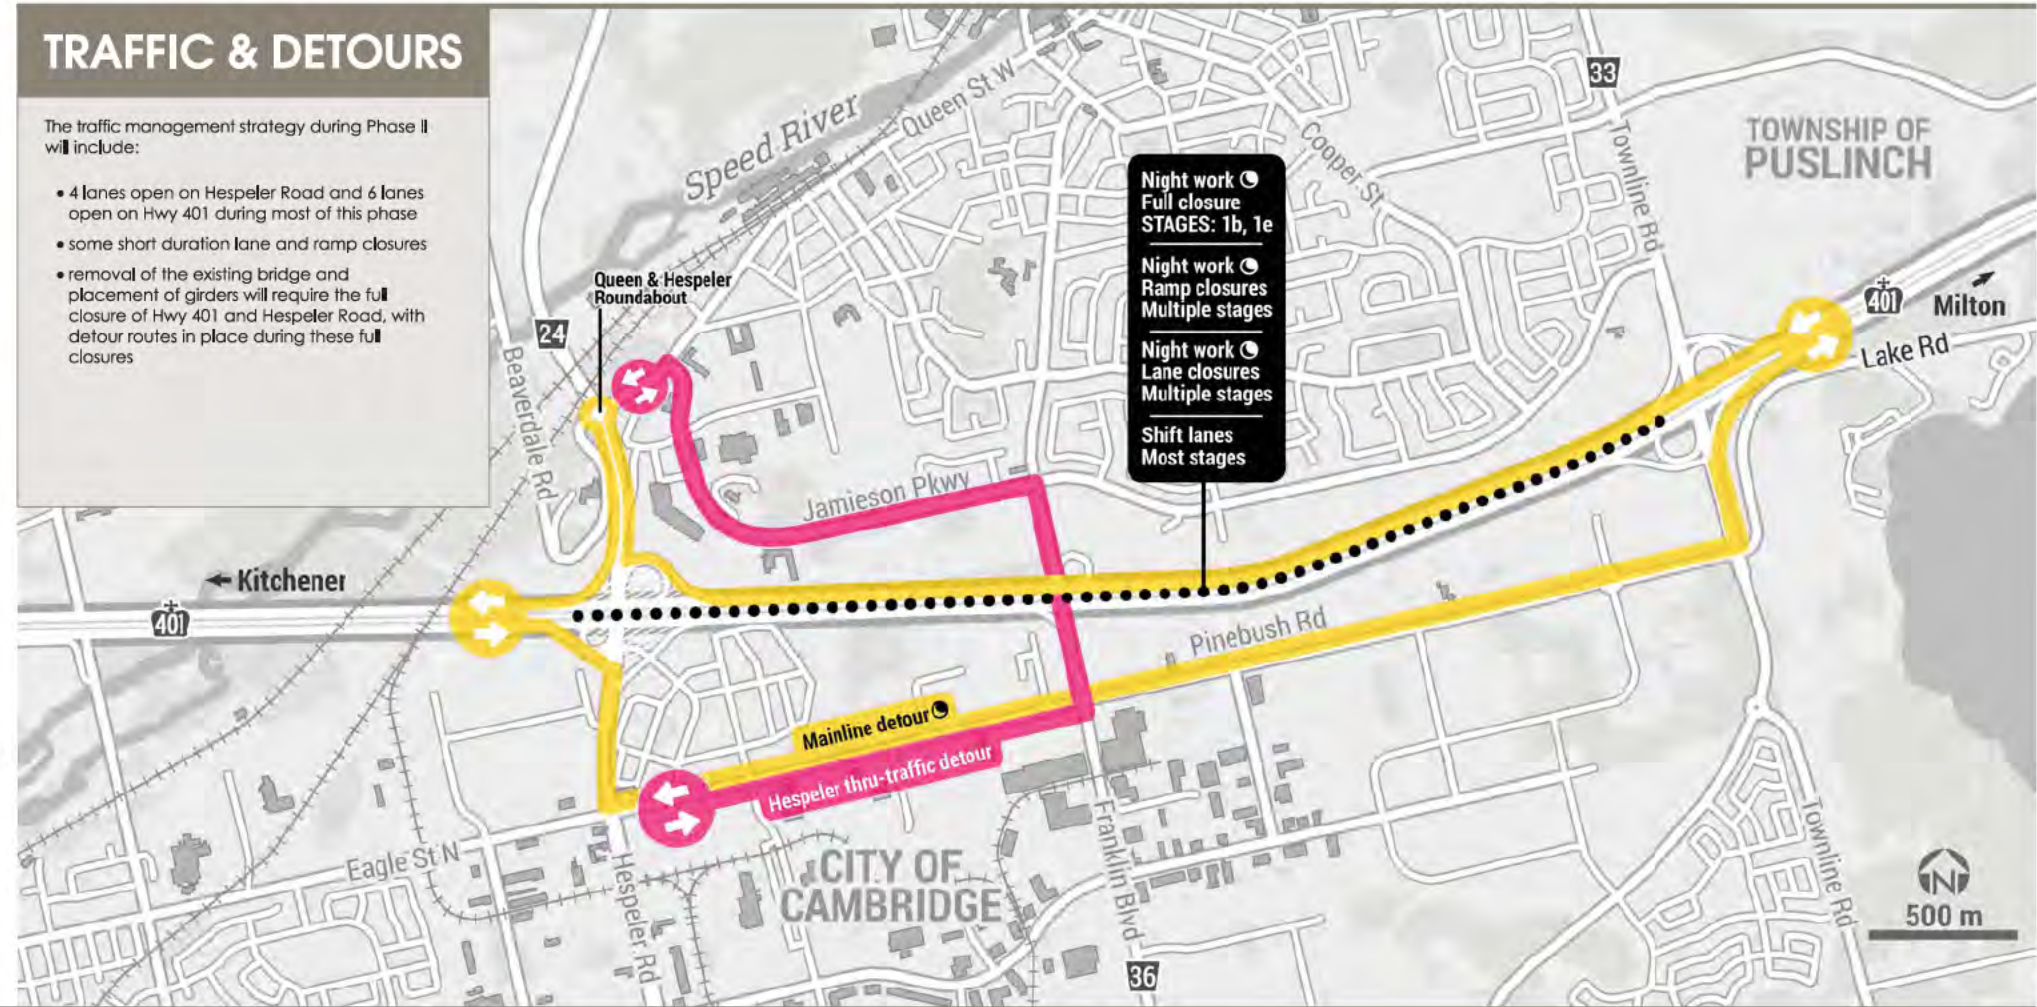 TRAFFIC & DETOURS
The traffic management strategy during Phase II
will include:
• 4 lanes open on Hespeler Road and 6 lanes
open on Hwy 401 during most of this phase
• some short duration lane and ramp closures
• removal of the existing bridge and
placement of girders will require the full
closure of Hwy 401 and Hespeler Road, with
detour routes in place during these full
closures
Speed River
Queen St W
Cooper St
33
Townline Rd
TOWNSHIP OF
PUSLINCH
Night work
Full closure
STAGES: 1b, 1e
Night work
Ramp closures
Multiple stages
Night work
Lane closures
Multiple stages
Shift lanes
Most stages
Queen & Hespeler
Roundabout
24
Beaverdale Rd
401
Milton
Lake Rd
Jamieson Pkwy
Kitchener
401
Pinebush Rd
Mainline detour
Hespeler thru-traffic detour
Eagle St N
Hespeler Rd
CITY OF
CAMBRIDGE
Franklin Blvd
36
Townline Rd
N
500 m